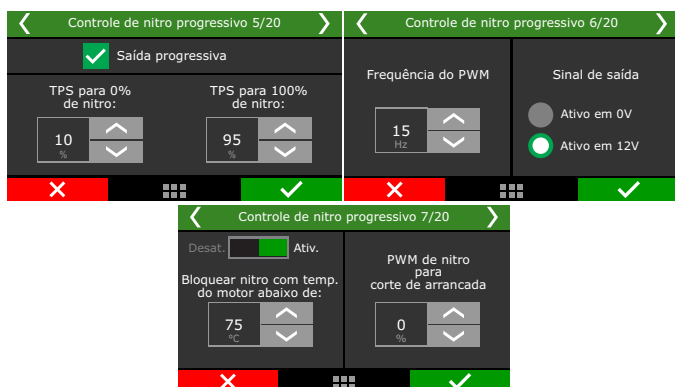 Controle de nitro progressivo 5/20
Saída progressiva
TPS para 0%
de nitro:
TPS para 100%
de nitro:
10
%
95
%
Controle de nitro progressivo 6/20
Frequência do PWM
15
Hz
Sinal de saída
Ativo em 0V
Ativo em 12V
Controle de nitro progressivo 7/20
Desat.
Ativ.
Bloquear nitro com temp.
do motor abaixo de:
75
°C
PWM de nitro
para
corte de arrancada
0
%